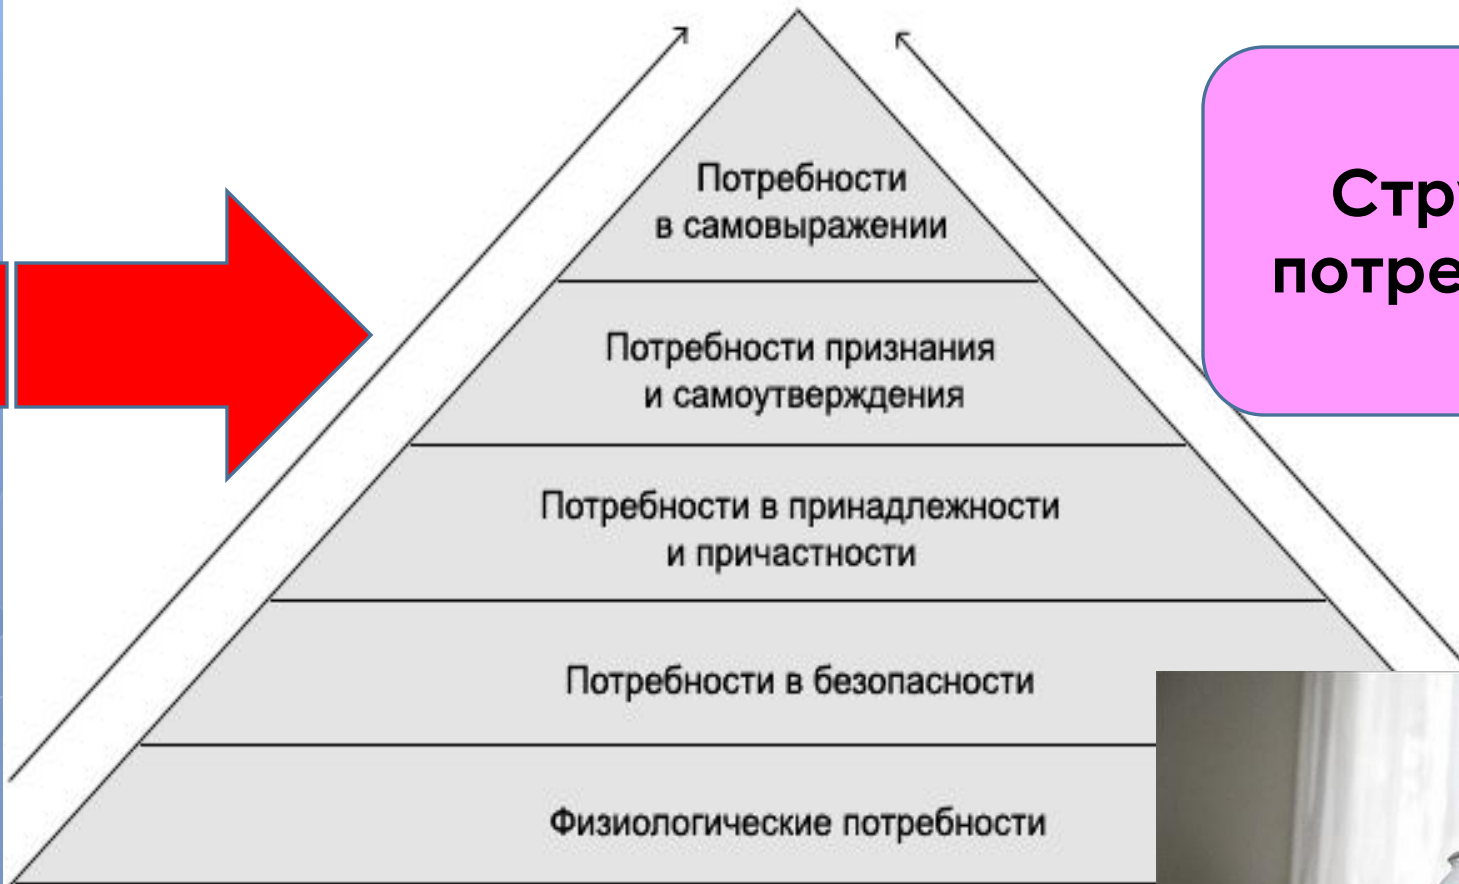 Потребности
в самовыражении
Потребности признания
и самоутверждения
Потребности в принадлежности
и причастности
Потребности в безопасности
Физиологические потребности